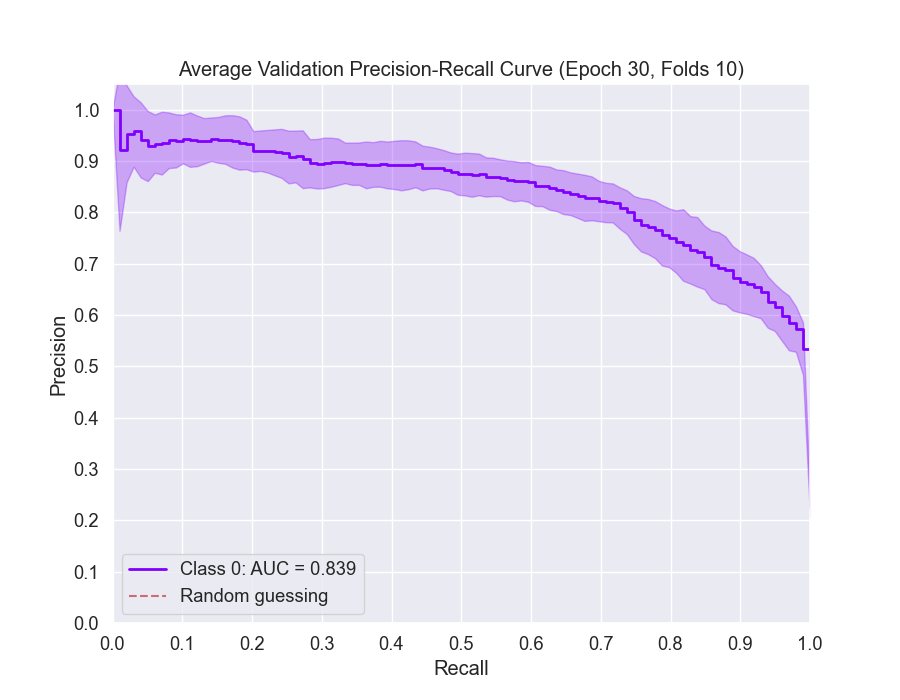 Average Validation Precision-Recall Curve (Epoch 30, Folds 10)
1.0
0.9
0.8
0.7
0.6
0.5
0.4
0.3
0.2
0.1
0.0
Precision
Class 0: AUC = 0.839
Random guessing
0.0 0.1 0.2 0.3 0.4 0.5 0.6 0.7 0.8 0.9 1.0
Recall